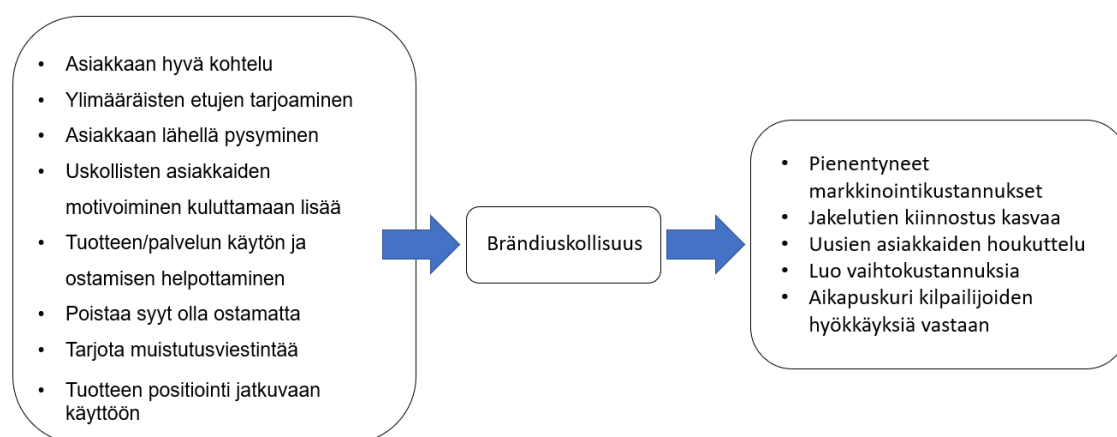 • Asiakkaan hyvä kohtelu
• Ylimääräisten etujen tarjoaminen
• Asiakkaan lähellä pysyminen
• Uskollisten asiakkaiden
motivoiminen kuluttamaan lisää
• Tuotteen/palvelun käytön ja
ostamisen helpottaminen
• Poistaa syyt olla ostamatta
• Tarjota muistutusviestintää
• Tuotteen positiointi jatkuvaan
käyttöön
Brändiuskollisuus
• Pienentyneet
markkinointikustannukset
• Jakelutien kiinnostus kasvaa
• Uusien asiakkaiden houkuttelu
• Luo vaihtokustannuksia
• Aikapuskuri kilpailijoiden
hyökkäyksiä vastaan